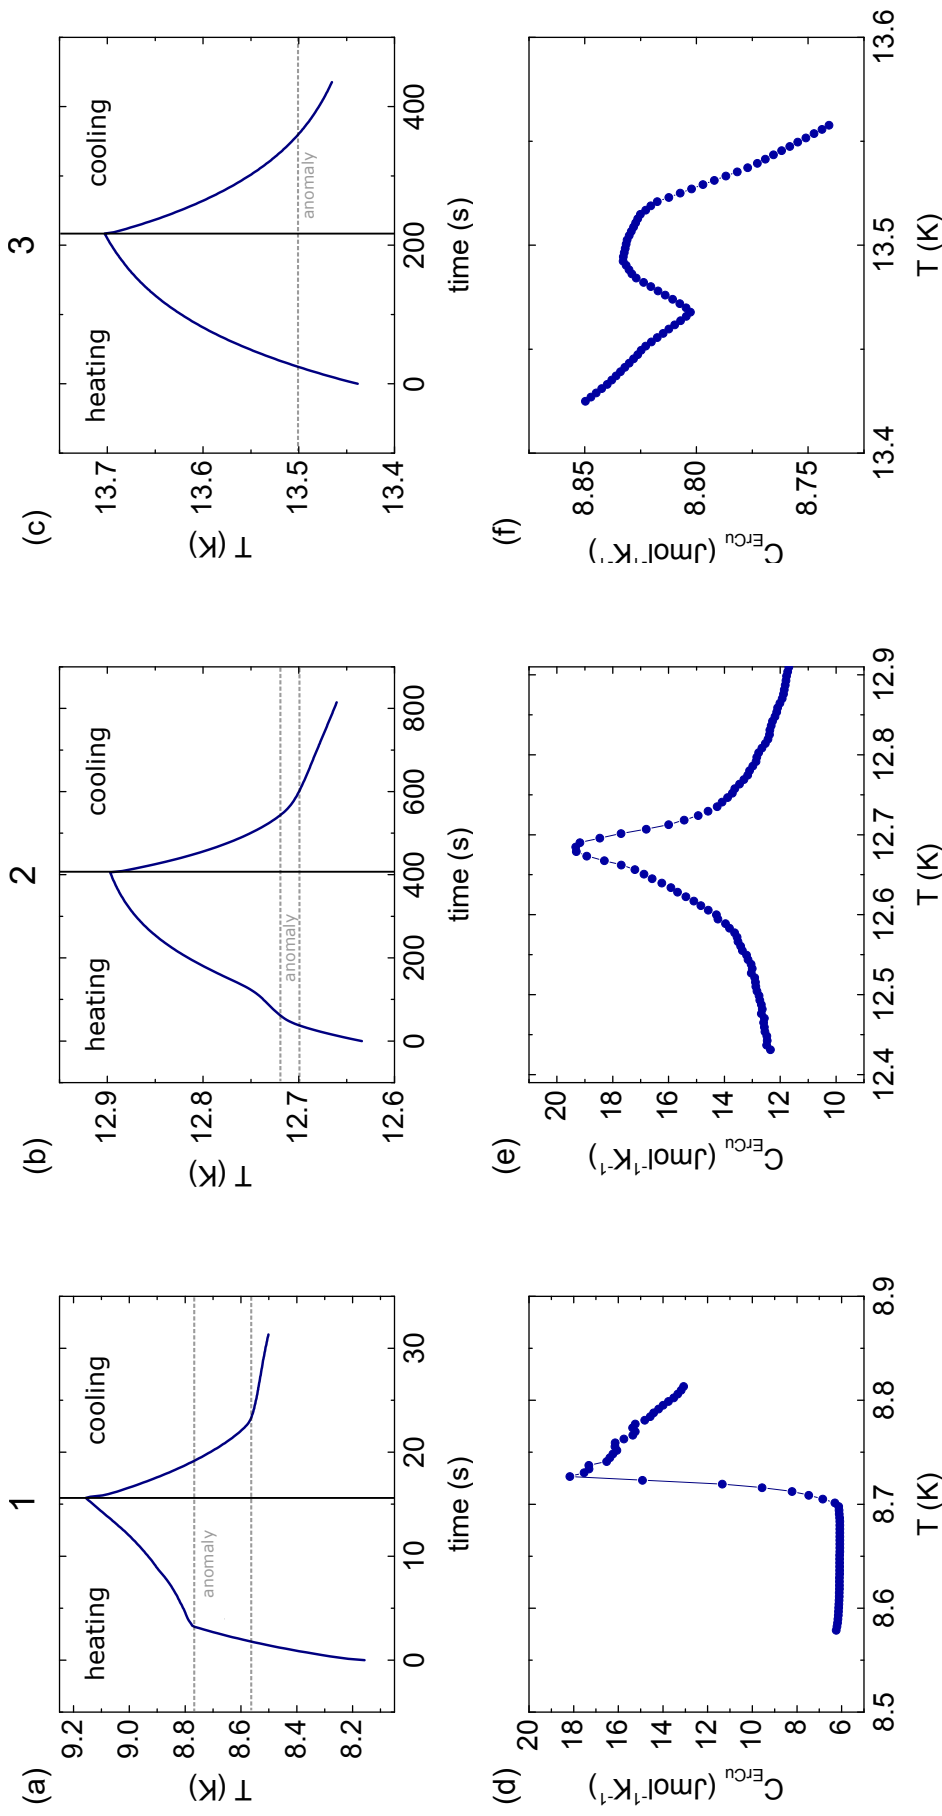 1
2
3
(a)
T (K)
9.2
9.0
8.8
8.6
8.4
8.2
heating
cooling
anomaly
0
10
20
30
time (s)
(b)
T (K)
12.9
12.8
12.7
12.6
heating
cooling
anomaly
0
200
400
600
800
time (s)
(c)
T (K)
13.7
13.6
13.5
13.4
heating
cooling
anomaly
0
200
400
time (s)
(d)
C_ErCu (Jmol⁻¹K⁻¹)
20
18
16
14
12
10
8
6
8.5
8.6
8.7
8.8
8.9
T (K)
(e)
C_ErCu (Jmol⁻¹K⁻¹)
20
18
16
14
12
10
12.4
12.5
12.6
12.7
12.8
12.9
T (K)
(f)
C_ErCu (Jmol⁻¹K⁻¹)
8.85
8.80
8.75
13.4
13.5
13.6
T (K)